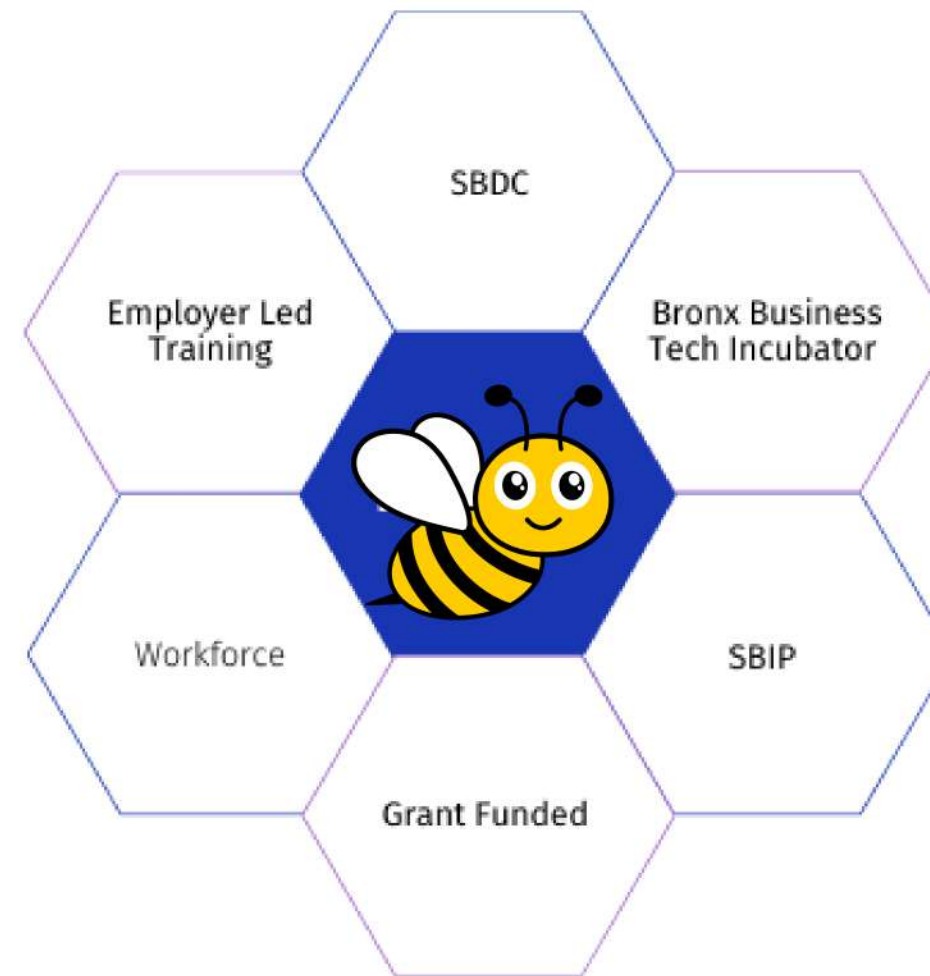 SBDC
Employer Led
Training
Bronx Business
Tech Incubator
Workforce
SBIP
Grant Funded